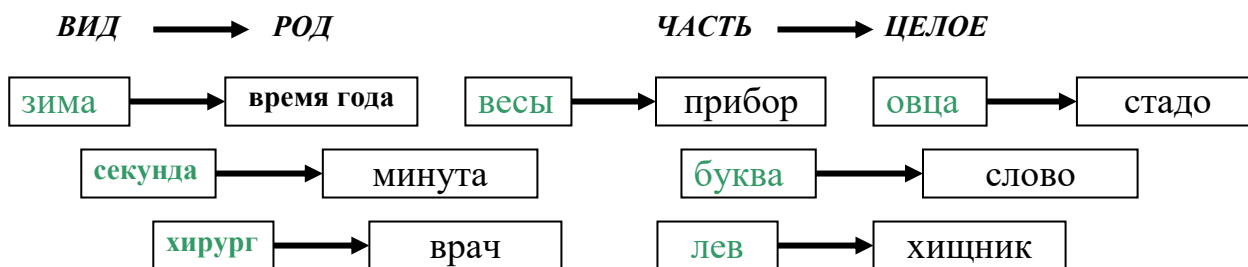 ВИД РОД ЧАСТЬ ЦЕЛОЕ
зима время года весы прибор овца стадо
секунда минута буква слово
хирург врач лев хищник